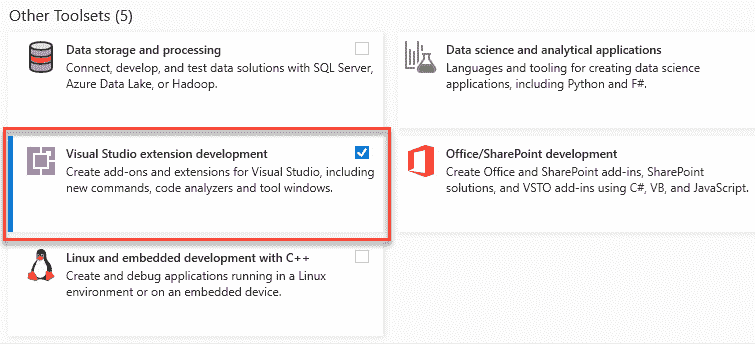 Other Toolsets (5)
Data storage and processing
Connect, develop, and test data solutions with SQL Server,
Azure Data Lake, or Hadoop.
Data science and analytical applications
Languages and tooling for creating data science
applications, including Python and F#.
Visual Studio extension development
Create add-ons and extensions for Visual Studio, including
new commands, code analyzers and tool windows.
Office/SharePoint development
Create Office and SharePoint add-ins, SharePoint
solutions, and VSTO add-ins using C#, VB, and JavaScript.
Linux and embedded development with C++
Create and debug applications running in a Linux
environment or on an embedded device.